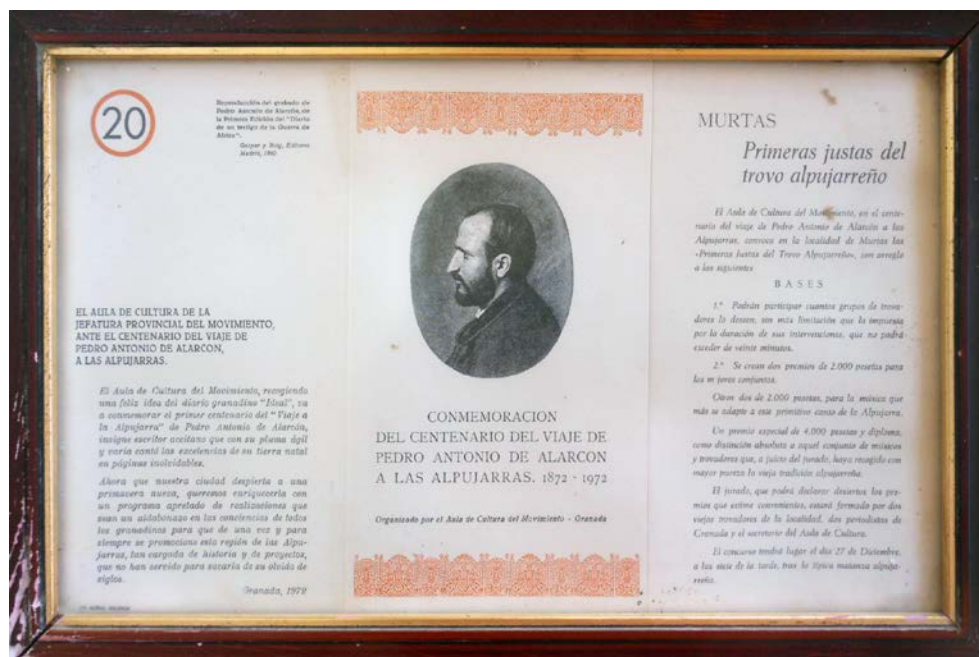 20
Reproducción del grabado de
Pedro Antonio de Alarcón, en
la Primera Edición del "Diario
de un testigo de la Guerra de
Africa".
Gaspar y Roig, Editores
Madrid, 1860
EL AULA DE CULTURA DE LA
JEFATURA PROVINCIAL DEL MOVIMIENTO,
ANTE EL CENTENARIO DEL VIAJE DE
PEDRO ANTONIO DE ALARCON,
A LAS ALPUJARRAS.
El Aula de Cultura del Movimiento, recogiendo
una feliz idea del diario granadino "Ideal", va
a conmemorar el primer centenario del "Viaje a
la Alpujarra" de Pedro Antonio de Alarcón,
insigne escritor accitano que con su pluma ágil
y varia cantó las excelencias de su tierra natal
en páginas inolvidables.
Ahora que nuestra ciudad despierta a una
primavera nueva, queremos enriquecerla con
un programa apretado de realizaciones que
sean un aldabonazo en las conciencias de todos
los granadinos para que de una vez y para
siempre se promocione esta región de las Alpu-
jarras, tan cargada de historia y de proyectos,
que no han servido para sacarla de su olvido de
siglos.
Granada, 1972
CONMEMORACION
DEL CENTENARIO DEL VIAJE DE
PEDRO ANTONIO DE ALARCON
A LAS ALPUJARRAS. 1872 - 1972
Organizado por el Aula de Cultura del Movimiento - Granada
MURTAS
Primeras justas del
trovo alpujarreño
El Aula de Cultura del Movimiento, en el cente-
nario del viaje de Pedro Antonio de Alarcón a las
Alpujarras, convoca en la localidad de Murtas las
«Primeras Justas del Trovo Alpujarreño», con arreglo
a las siguientes
BASES
1.ª Podrán participar cuantos grupos de trova-
deros lo deseen, sin más limitación que la impuesta
por la duración de sus intervenciones, que no podrá
exceder de veinte minutos.
2.ª Se crean dos premios de 2.000 pesetas para
los mejores conjuntos.
Otros dos de 2.000 pesetas, para la música que
más se adapte a este primitivo canto de la Alpujarra.
Un premio especial de 4.000 pesetas y diploma,
como distinción absoluta a aquel conjunto de músicos
y trovadores que, a juicio del jurado, haya recogido con
mayor pureza la vieja tradición alpujarreña.
El jurado, que podrá declarar desiertos los pre-
mios que estime convenientes, estará formado por dos
viejos trovadores de la localidad, dos periodistas de
Granada y el secretario del Aula de Cultura.
El concurso tendrá lugar el día 27 de Diciembre,
a las siete de la tarde, tras la típica matanza alpuja-
rreña.